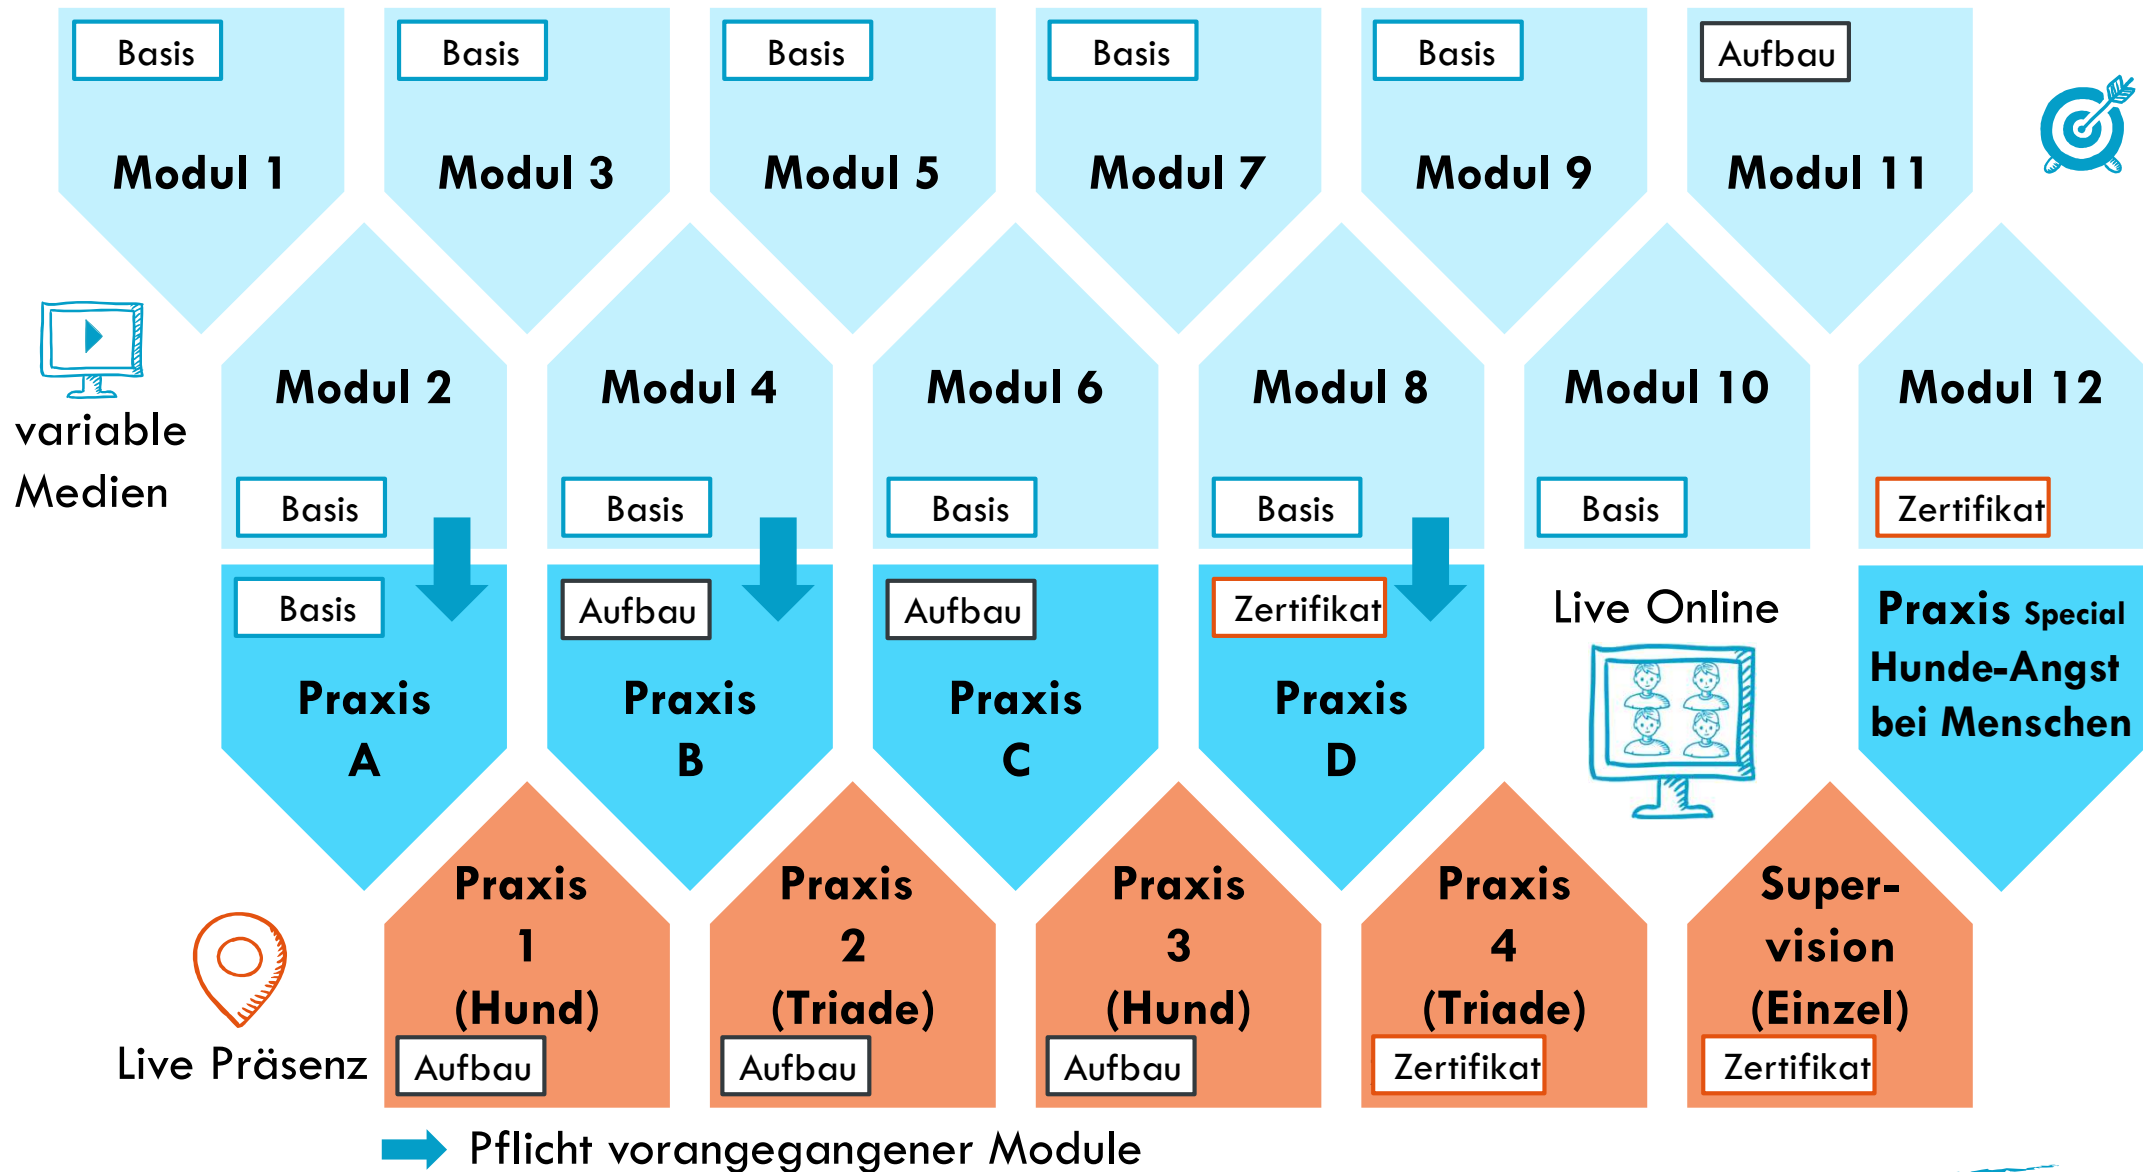 Basis
Basis
Basis
Basis
Basis
Aufbau
Modul 1
Modul 3
Modul 5
Modul 7
Modul 9
Modul 11
variable
Medien
Modul 2
Modul 4
Modul 6
Modul 8
Modul 10
Modul 12
Basis
Basis
Basis
Basis
Basis
Zertifikat
Basis
Aufbau
Aufbau
Zertifikat
Praxis
A
Praxis
B
Praxis
C
Praxis
D
Live Online
Praxis Special
Hunde-Angst
bei Menschen
Live Präsenz
Praxis
1
(Hund)
Aufbau
Praxis
2
(Triade)
Aufbau
Praxis
3
(Hund)
Aufbau
Praxis
4
(Triade)
Zertifikat
Super-
vision
(Einzel)
Zertifikat
Pflicht vorangegangener Module